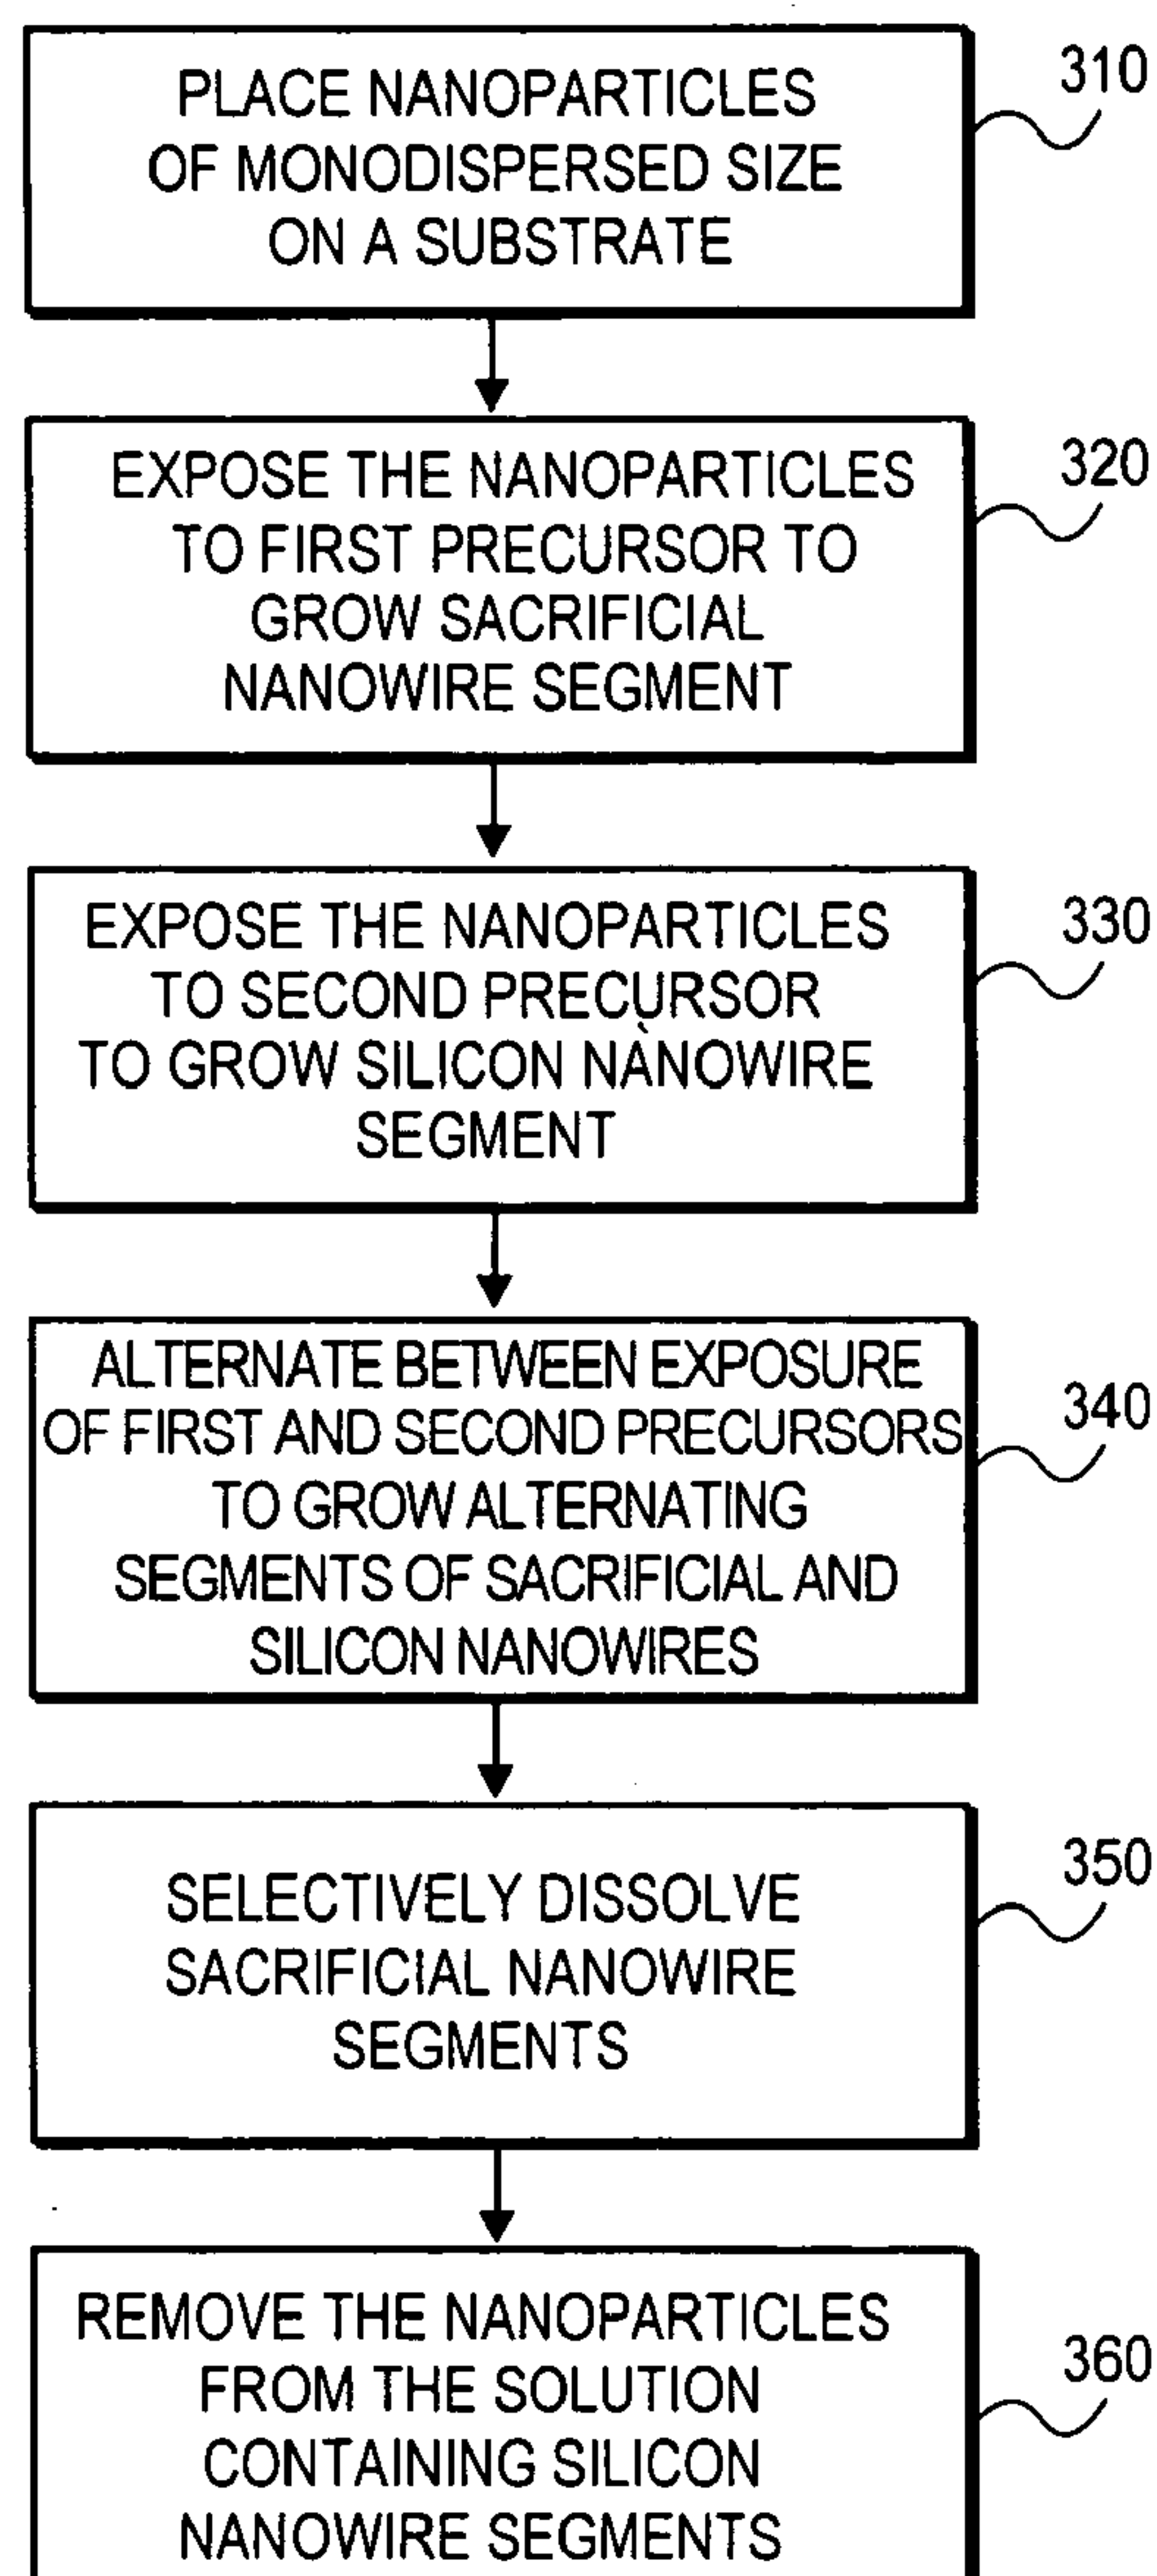 PLACE NANOPARTICLES
OF MONODISPERSED SIZE
ON A SUBSTRATE
310
EXPOSE THE NANOPARTICLES
TO FIRST PRECURSOR TO
GROW SACRIFICIAL
NANOWIRE SEGMENT
320
EXPOSE THE NANOPARTICLES
TO SECOND PRECURSOR
TO GROW SILICON NANOWIRE
SEGMENT
330
ALTERNATE BETWEEN EXPOSURE
OF FIRST AND SECOND PRECURSORS
TO GROW ALTERNATING
SEGMENTS OF SACRIFICIAL AND
SILICON NANOWIRES
340
SELECTIVELY DISSOLVE
SACRIFICIAL NANOWIRE
SEGMENTS
350
REMOVE THE NANOPARTICLES
FROM THE SOLUTION
CONTAINING SILICON
NANOWIRE SEGMENTS
360